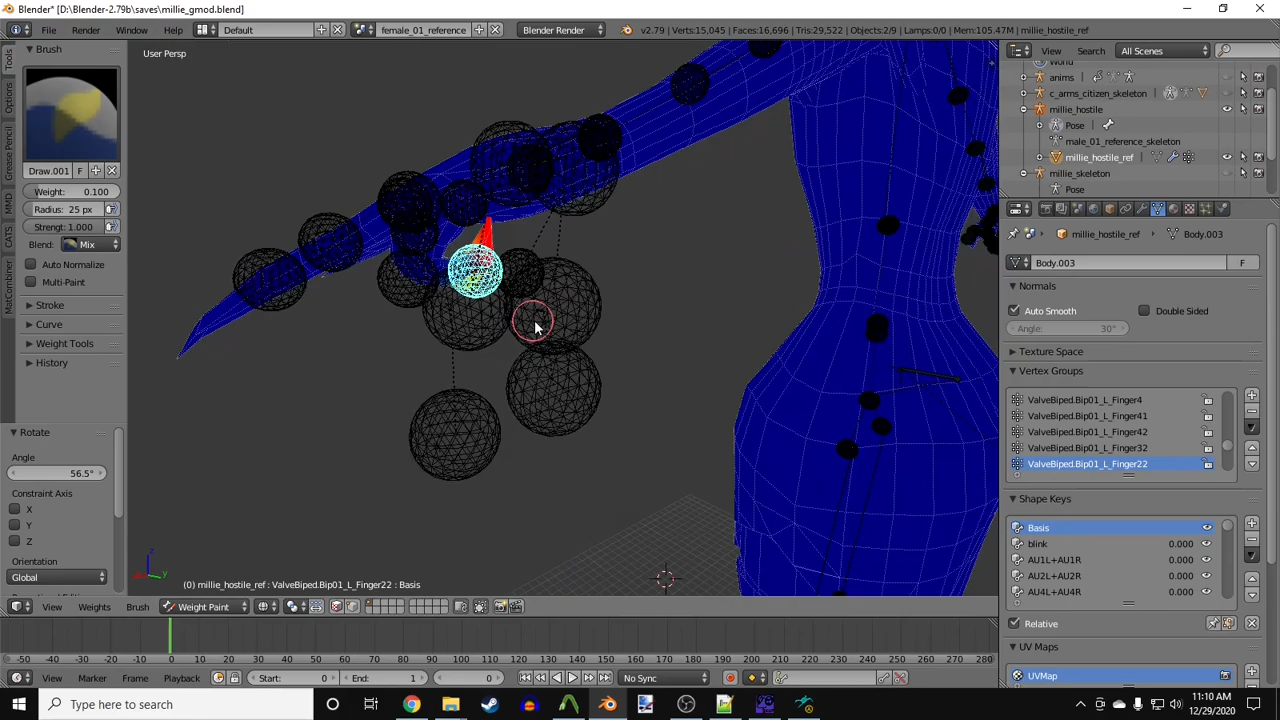 Blender* [D:\Blender-2.79b\saves\millie_gmod.blend]
File Render Window Help Default female_01_reference Blender Render v2.79 | Verts:15,045 | Faces:16,696 | Tris:29,522 | Objects:2/9 | Lamps:0/0 | Mem:105.47M | millie_hostile_ref
Brush
User Persp
View Search All Scenes
World
anims
c_arms_citizen_skeleton
millie_hostile
Pose
male_01_reference_skeleton
millie_hostile_ref
millie_skeleton
Pose
Tools
Options
Grease Pencil
MMD
CATS
MatCombiner
Draw.001 F
Weight: 0.100
Radius: 25 px
Strengt: 1.000
Blend: Mix
Auto Normalize
Multi-Paint
Stroke
Curve
Weight Tools
History
Rotate
Angle
56.5°
Constraint Axis
X
Y
Z
Orientation
Global
z
y
(0) millie_hostile_ref : ValveBiped.Bip01_L_Finger22 : Basis
millie_hostile_ref Body.003
Body.003 F
Normals
Auto Smooth Double Sided
Angle: 30°
Texture Space
Vertex Groups
ValveBiped.Bip01_L_Finger4
ValveBiped.Bip01_L_Finger41
ValveBiped.Bip01_L_Finger42
ValveBiped.Bip01_L_Finger32
ValveBiped.Bip01_L_Finger22
Shape Keys
Basis
blink 0.000
AU1L+AU1R 0.000
AU2L+AU2R 0.000
AU4L+AU4R 0.000
Relative
UV Maps
UVMap
View Weights Brush Weight Paint
-50 -40 -30 -20 -10 0 10 20 30 40 50 60 70 80 90 100 110 120 130 140 150 160 170 180 190 200 210 220 230 240 250 260 270 280
View Marker Frame Playback Start: 0 End: 1 0 No Sync
Type here to search
11:10 AM
12/29/2020